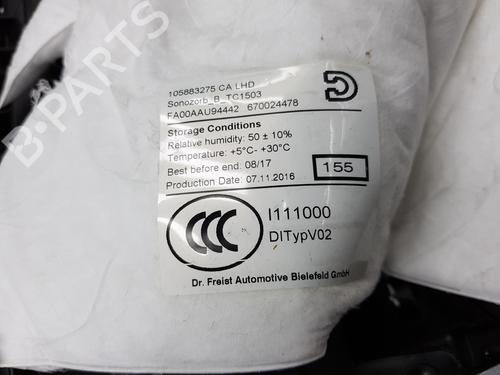 105883275 CA LHD
Sonozorb_B_TC1503
FA00AAU94442 670024478
Storage Conditions
Relative humidity: 50 ± 10%
Temperature: +5°C- +30°C
Best before end: 08/17
Production Date: 07.11.2016
155
CCC
I111000
DITypV02
Dr. Freist Automotive Bielefeld GmbH